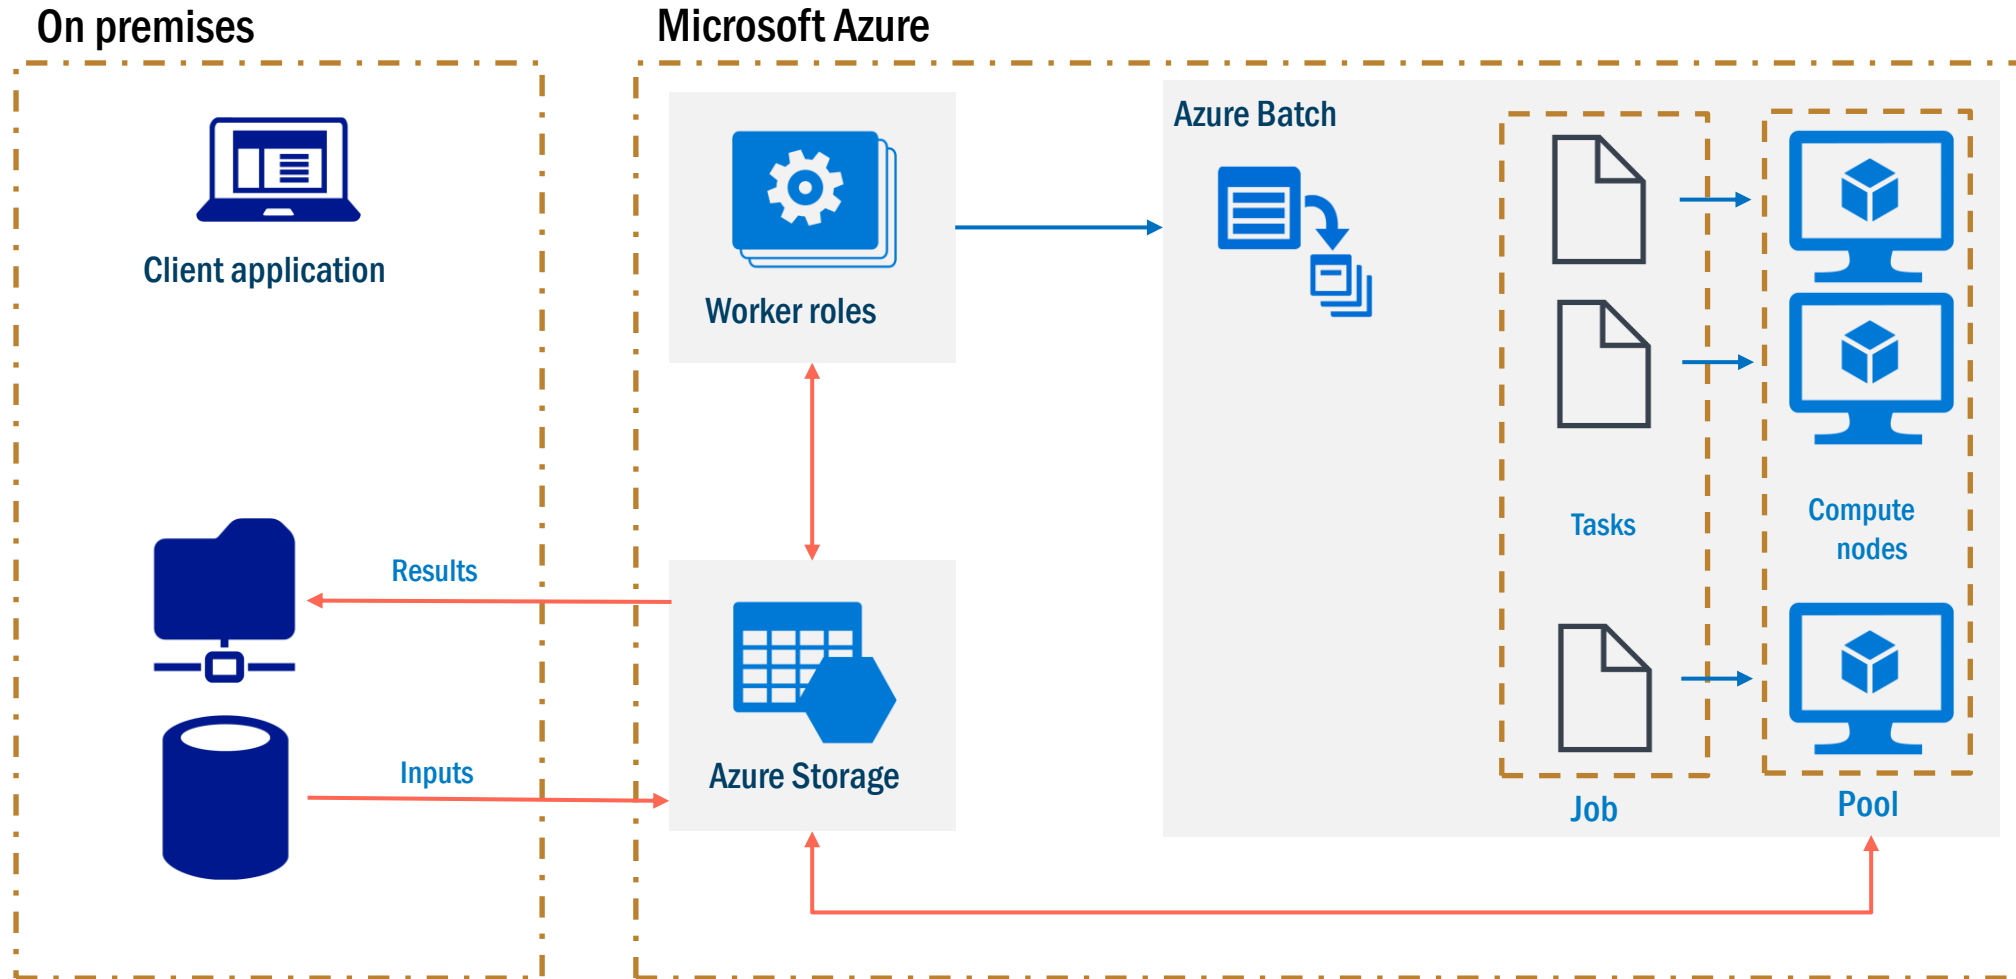 On premises
Microsoft Azure
Client application
Worker roles
Azure Batch
Results
Inputs
Azure Storage
Tasks
Compute
nodes
Job
Pool